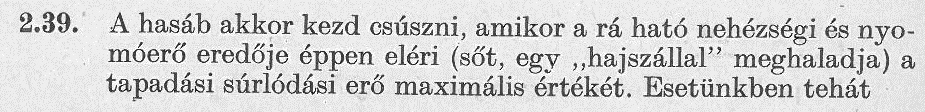 2.39. A hasáb akkor kezd csúszni, amikor a rá ható nehézségi és nyo-
móerő eredője éppen eléri (sőt, egy ,,hajszállal” meghaladja) a
tapadási súrlódási erő maximális értékét. Esetünkben tehát